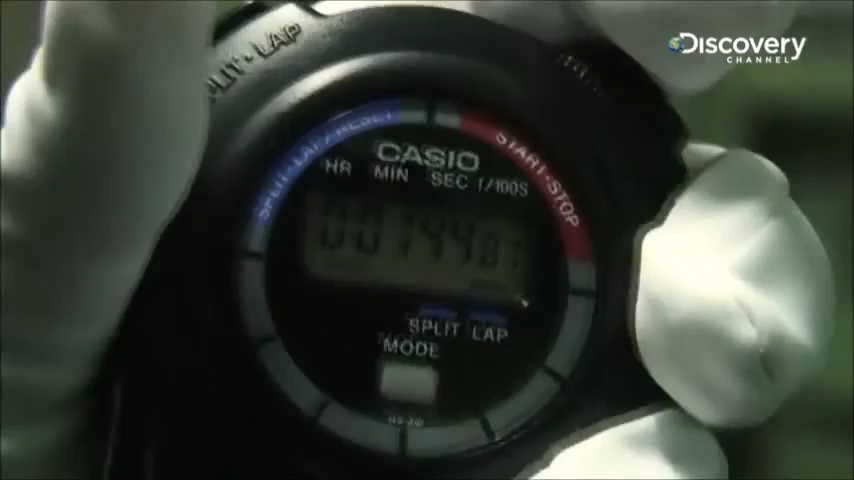 Discovery
CHANNEL
SPLIT·LAP
SPLIT·LAP/RESET
START·STOP
CASIO
HR MIN SEC 1/100S
SPLIT LAP
MODE